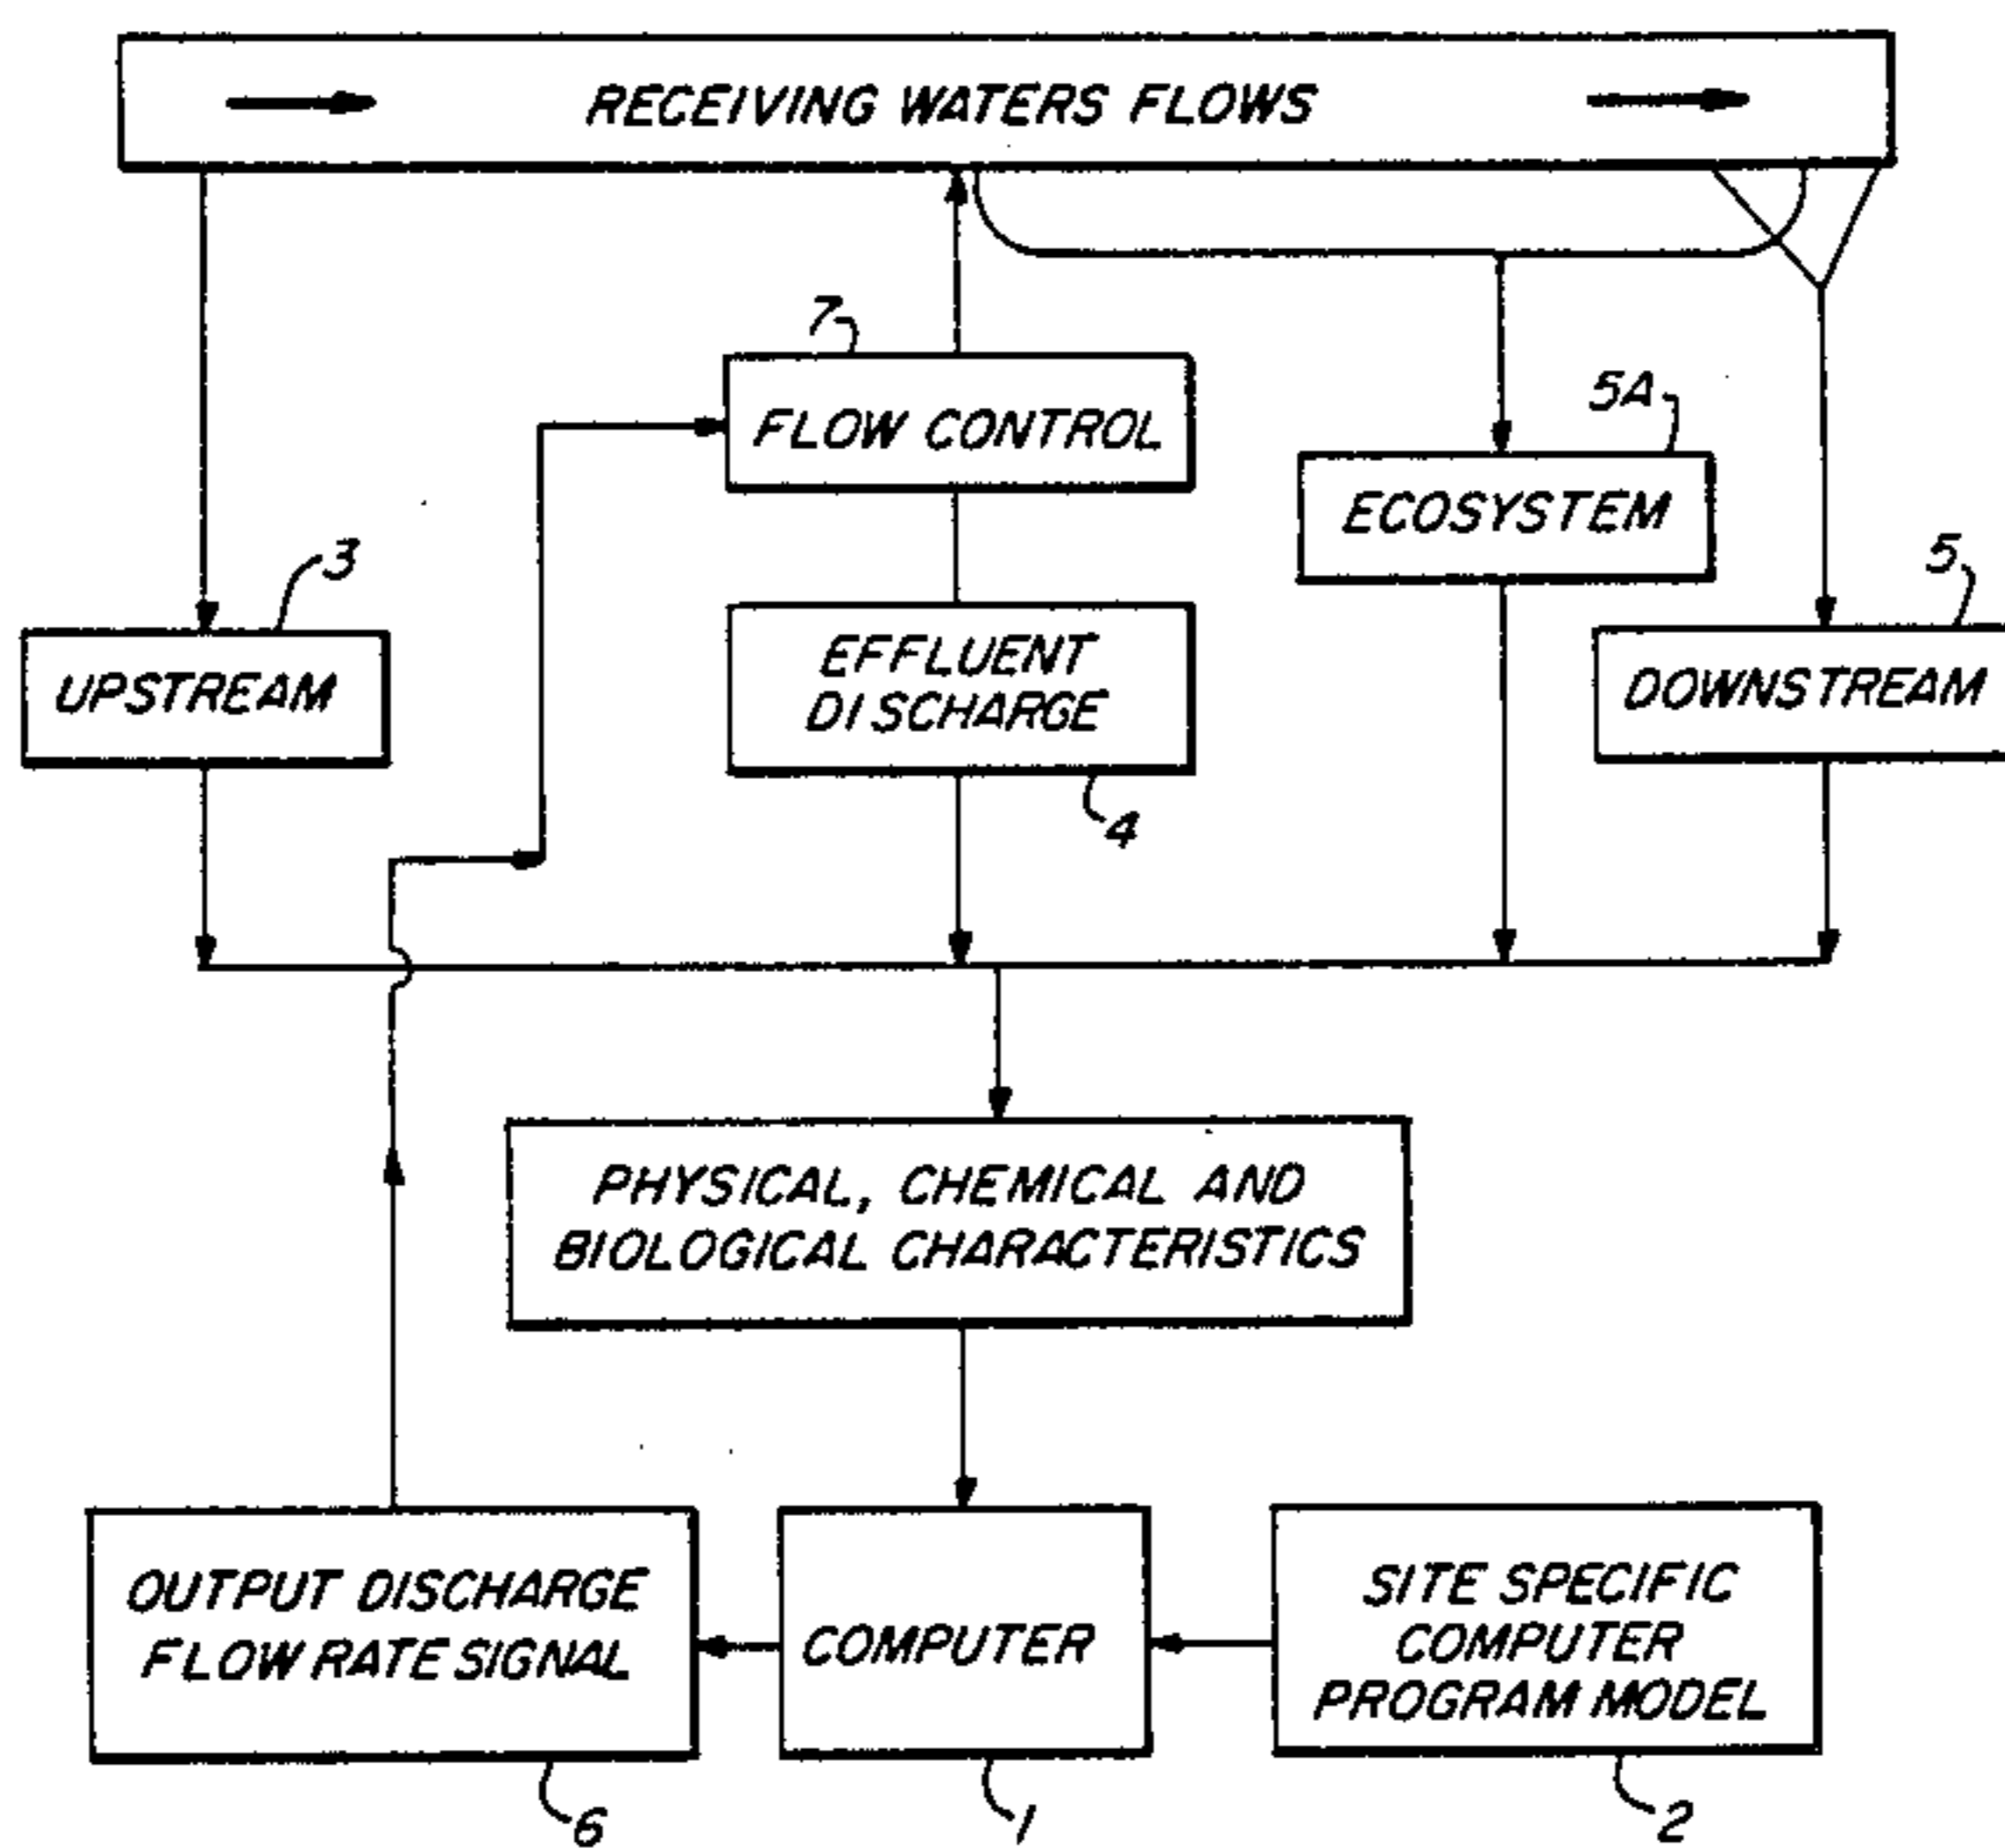 RECEIVING WATERS FLOWS
7
FLOW CONTROL
5A
ECOSYSTEM
3
UPSTREAM
EFFLUENT
DISCHARGE
4
5
DOWNSTREAM
PHYSICAL, CHEMICAL AND
BIOLOGICAL CHARACTERISTICS
OUTPUT DISCHARGE
FLOW RATE SIGNAL
6
COMPUTER
1
SITE SPECIFIC
COMPUTER
PROGRAM MODEL
2